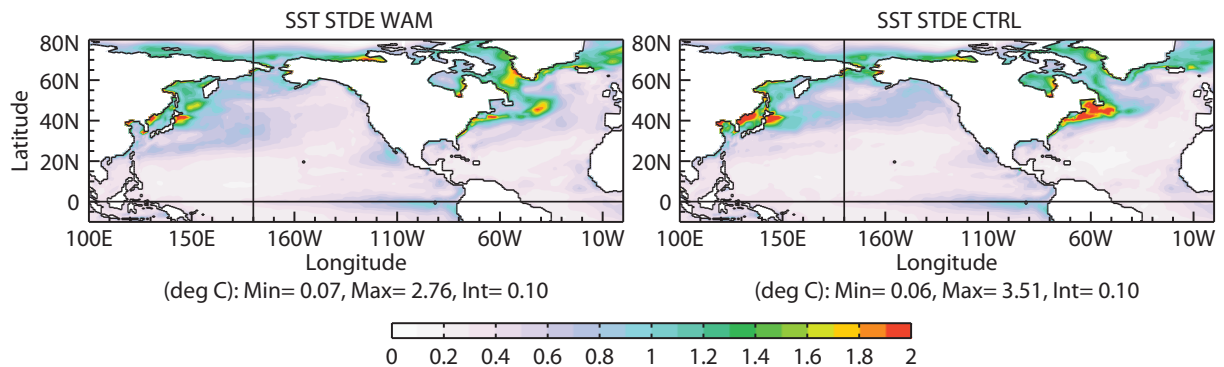 SST STDE WAM
SST STDE CTRL
Latitude
80N
60N
40N
20N
0
100E 150E 160W 110W 60W 10W
Longitude
(deg C): Min= 0.07, Max= 2.76, Int= 0.10
80N
60N
40N
20N
0
100E 150E 160W 110W 60W 10W
Longitude
(deg C): Min= 0.06, Max= 3.51, Int= 0.10
0 0.2 0.4 0.6 0.8 1 1.2 1.4 1.6 1.8 2